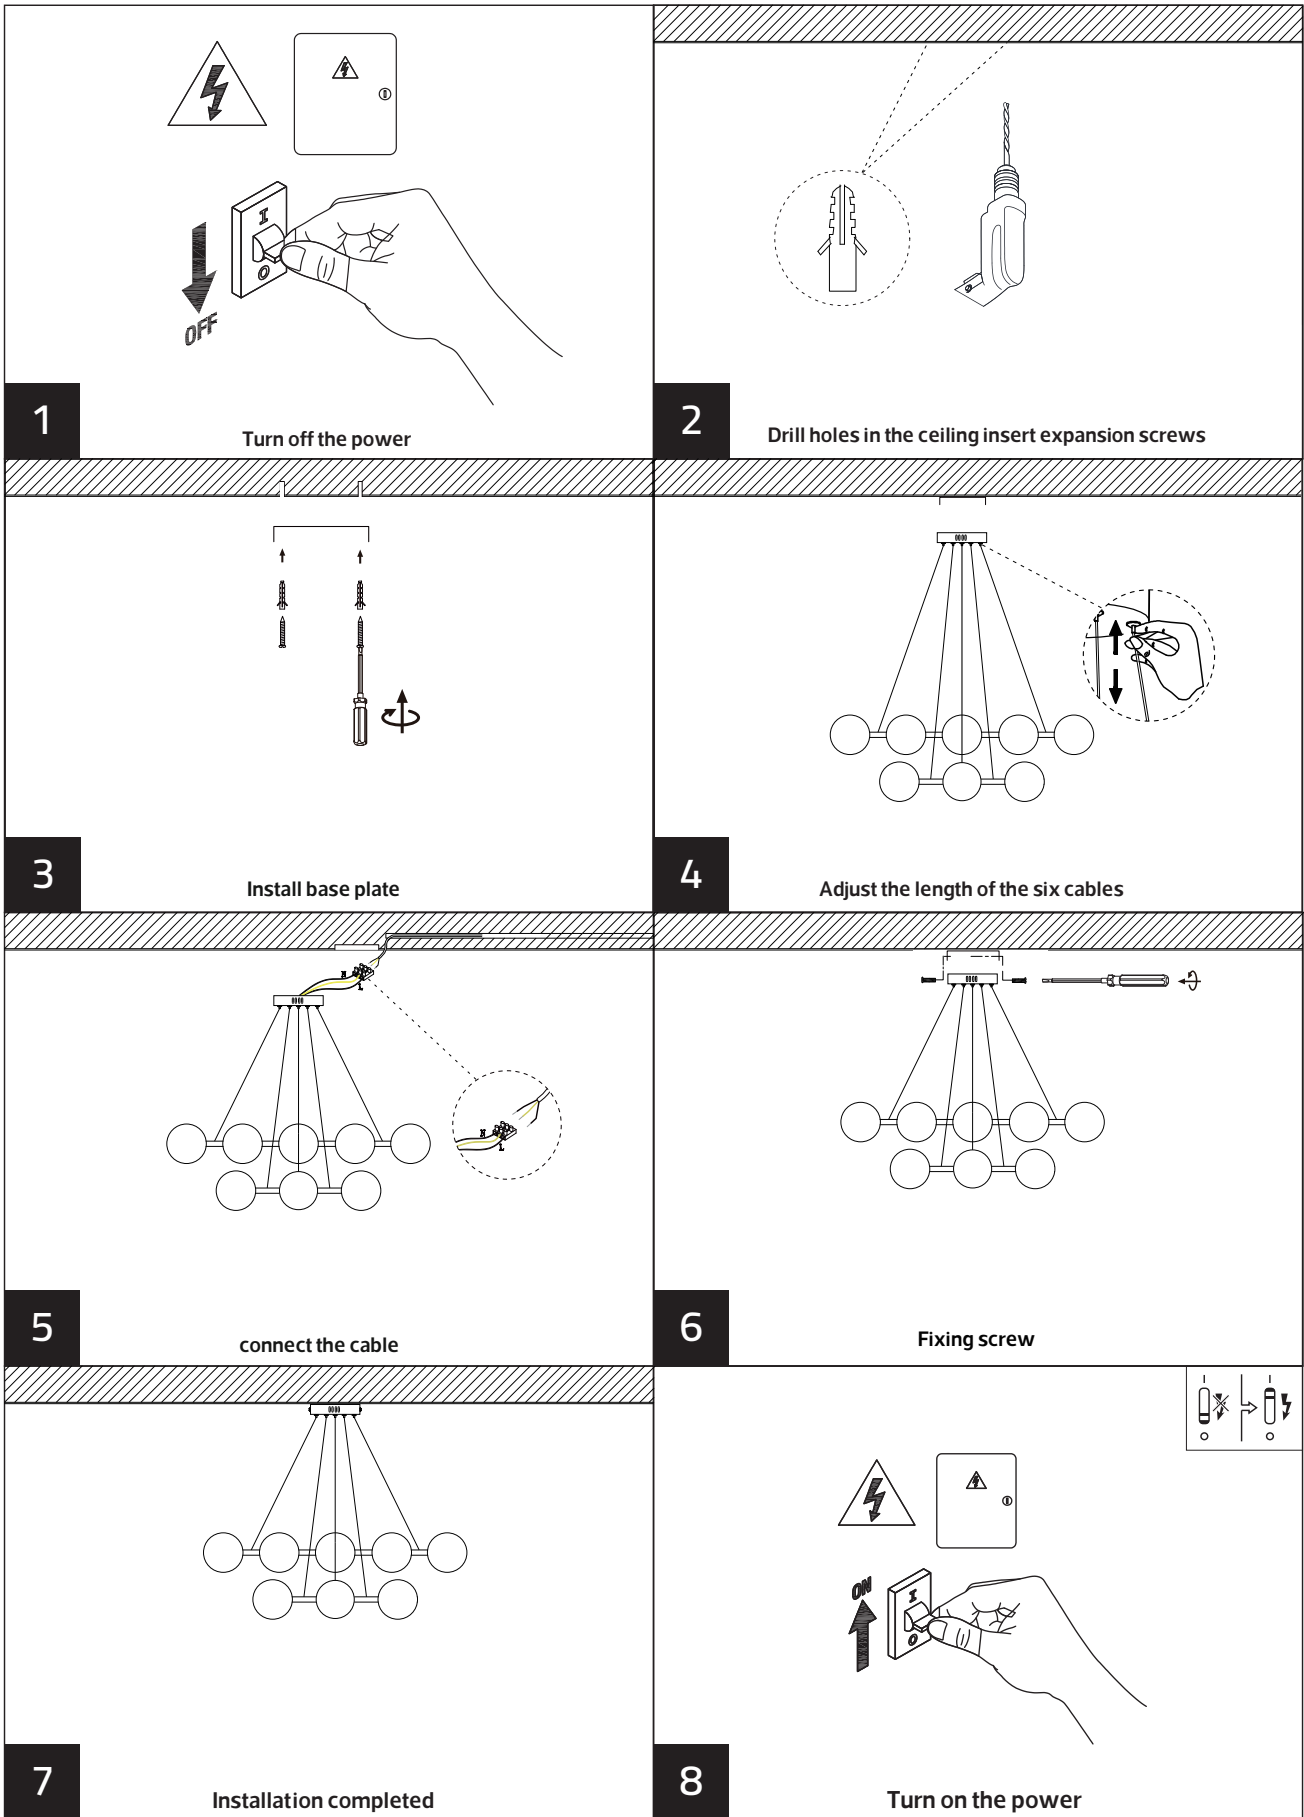 I
OFF
1
Turn off the power
2
Drill holes in the ceiling insert expansion screws
3
Install base plate
4
Adjust the length of the six cables
N
L
N
L
5
connect the cable
6
Fixing screw
7
Installation completed
ON
I
8
Turn on the power